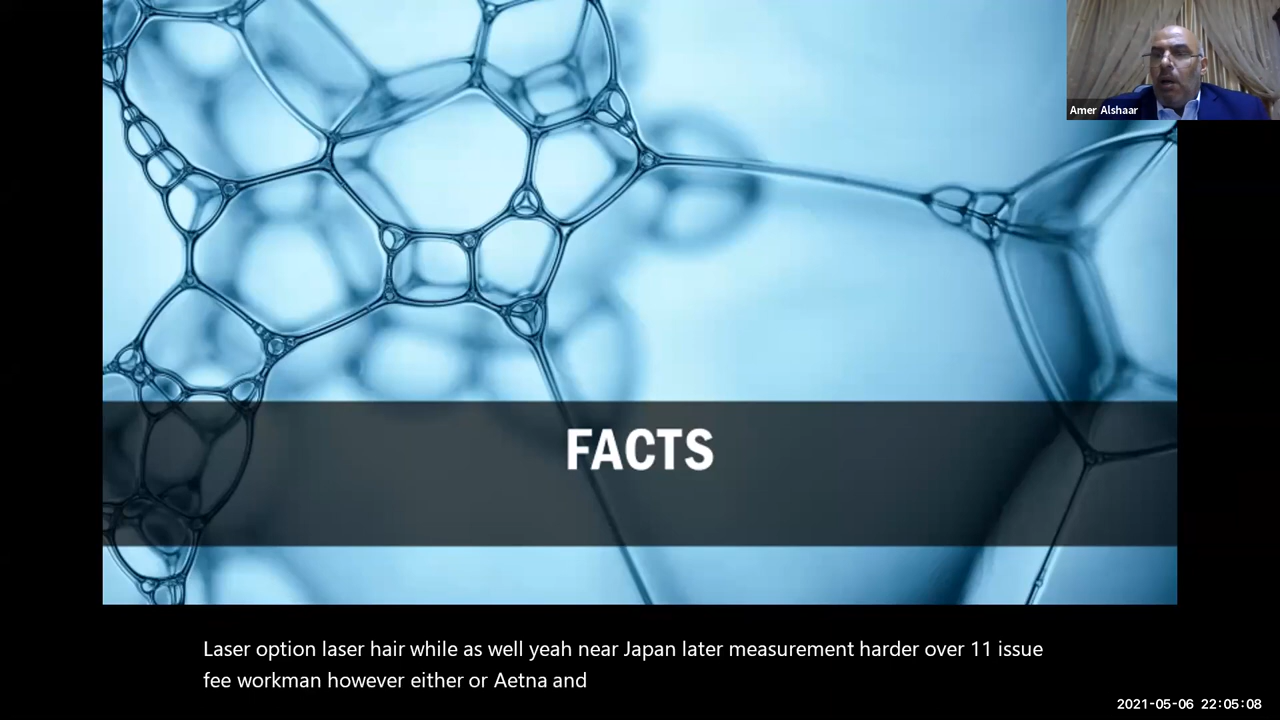 Amer Alshaar
FACTS
Laser option laser hair while as well yeah near Japan later measurement harder over 11 issue
fee workman however either or Aetna and
2021-05-06 22:05:08